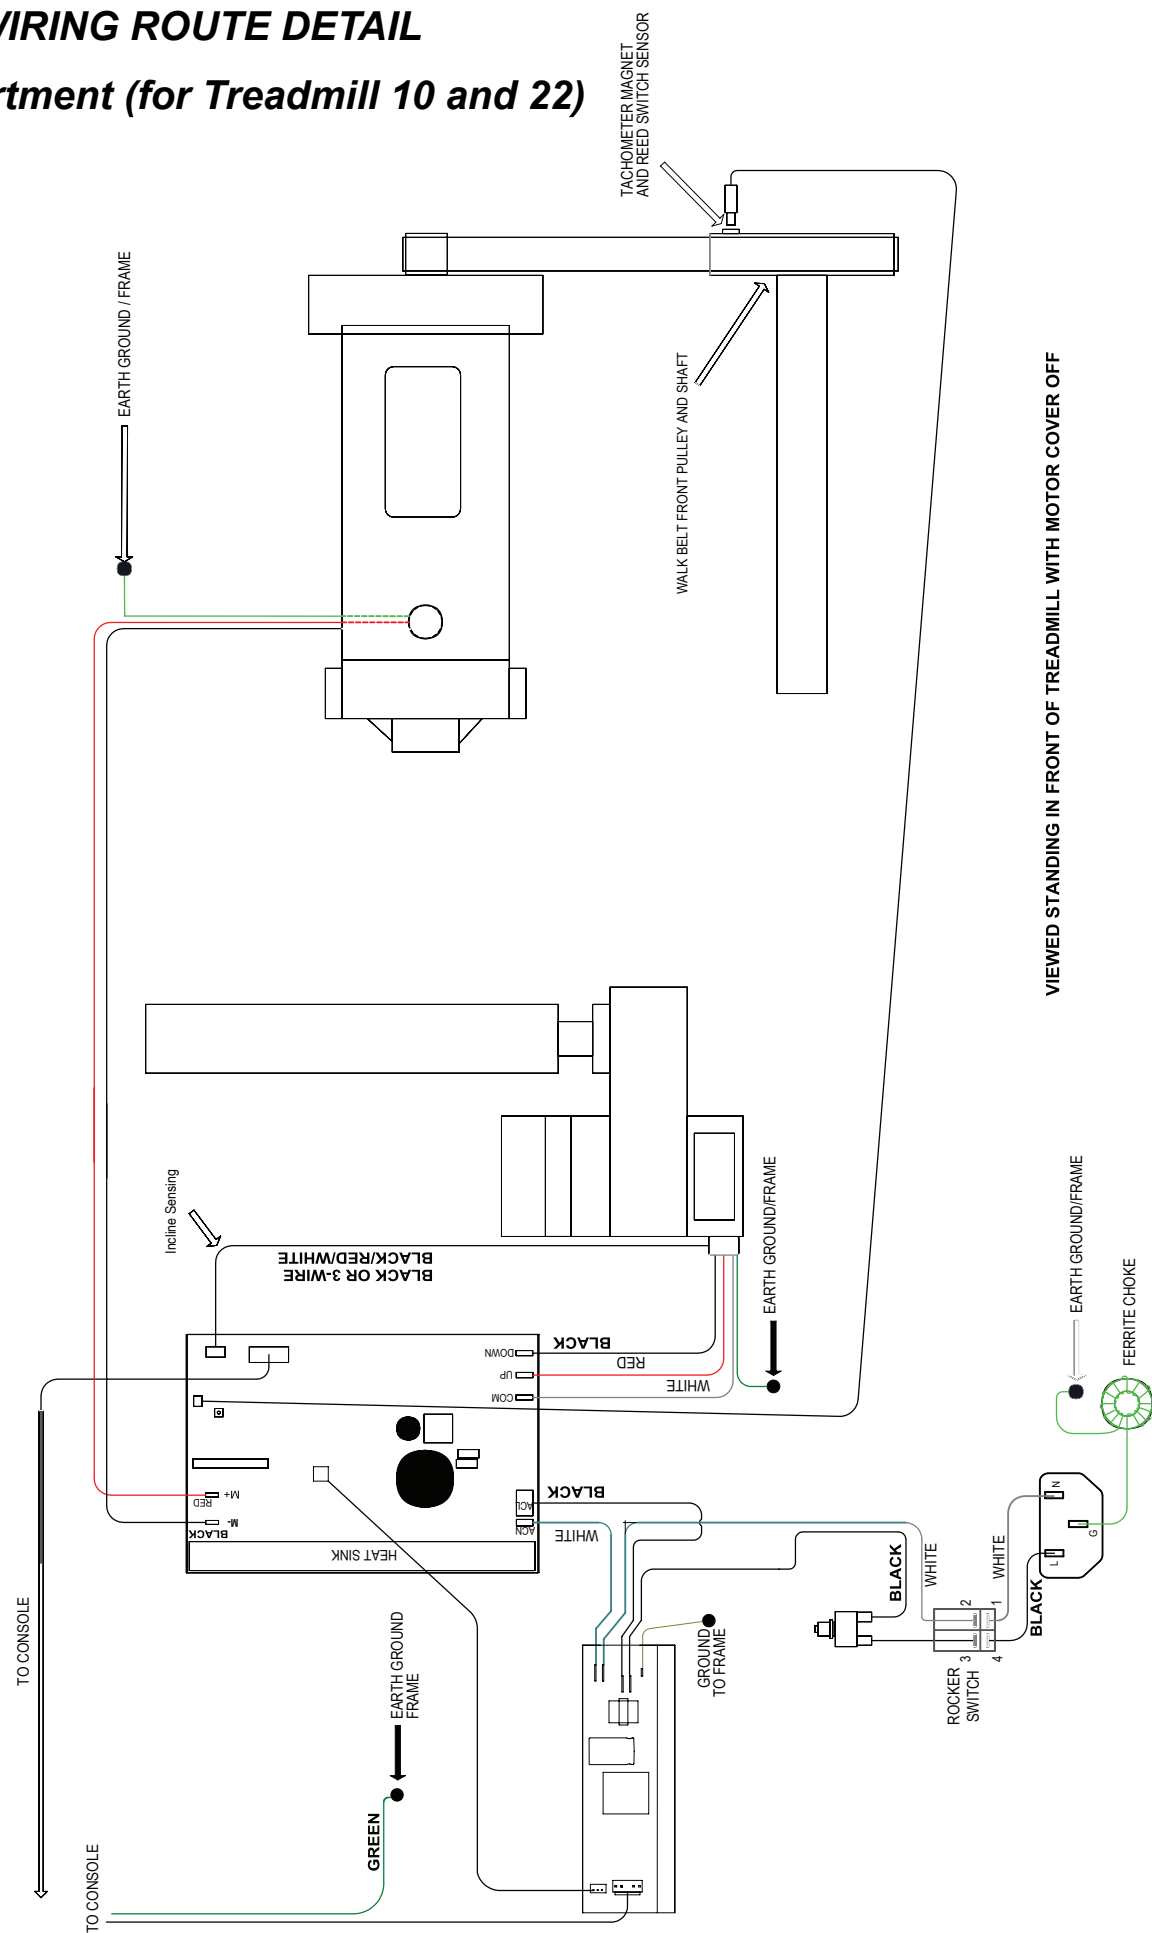 WIRING ROUTE DETAIL
rtment (for Treadmill 10 and 22)
TACHOMETER MAGNET
AND REED SWITCH SENSOR
EARTH GROUND / FRAME
WALK BELT FRONT PULLEY AND SHAFT
VIEWED STANDING IN FRONT OF TREADMILL WITH MOTOR COVER OFF
Incline Sensing
BLACK OR 3-WIRE
BLACK/RED/WHITE
EARTH GROUND/FRAME
EARTH GROUND/FRAME
FERRITE CHOKE
DOWN
BLACK
UP
RED
COM
WHITE
M+
RED
M-
BLACK
HEAT SINK
ACL
BLACK
ACN
WHITE
TO CONSOLE
TO CONSOLE
GREEN
EARTH GROUND
FRAME
GROUND
TO FRAME
BLACK
WHITE
WHITE
BLACK
ROCKER
SWITCH
2
1
3
4
N
G
L